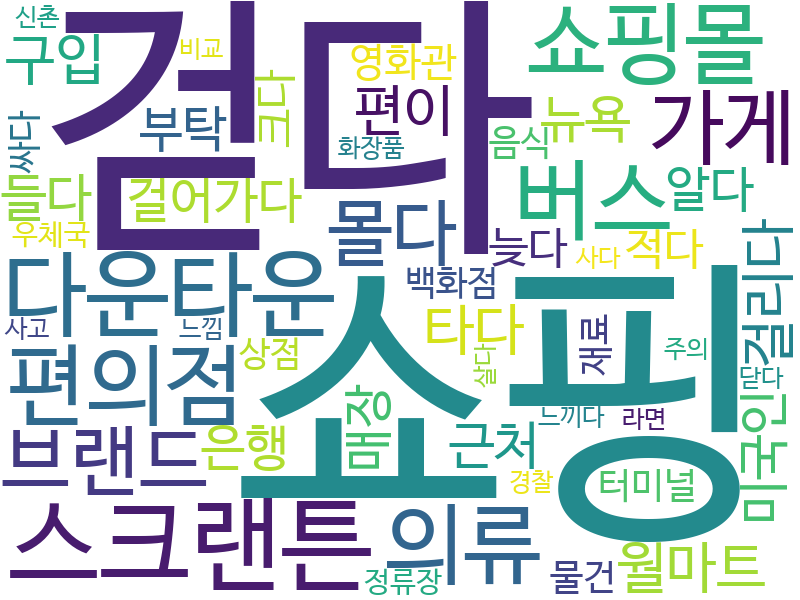 신촌
걷다
쇼핑몰
구입
비교
영화관
편이
크다
부탁
화장품
음식
뉴욕
가게
싸다
들다
걸어가다
몰다
버스
알다
우체국
늦다
사다
적다
걸리다
다운타운
백화점
사고
느낌
쇼핑
타다
재료
주의
편의점
상점
살다
닫다
매장
느끼다
라면
미국인
브랜드
은행
근처
경찰
터미널
스크랜튼
의류
정류장
물건
월마트